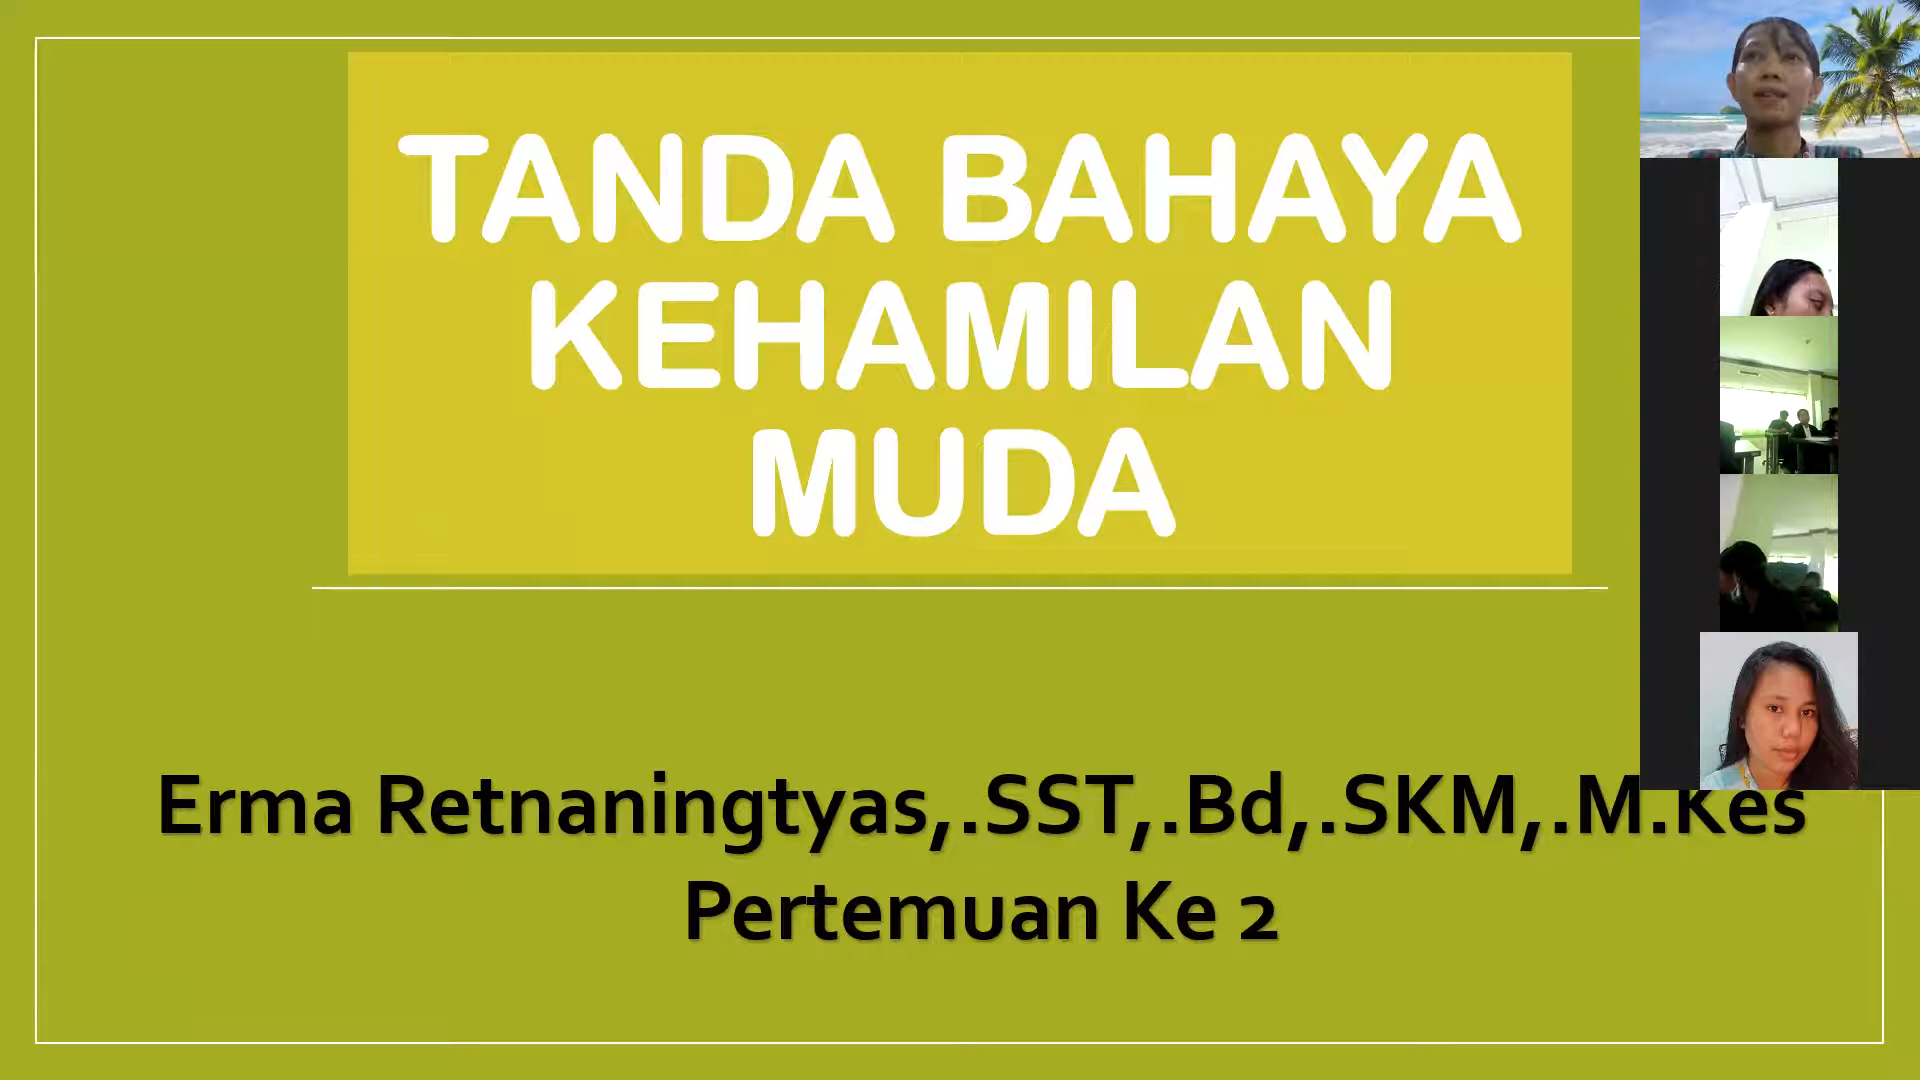 TANDA BAHAYA
KEHAMILAN
MUDA
Erma Retnaningtyas,.SST,.Bd,.SKM,.M.Kes
Pertemuan Ke 2